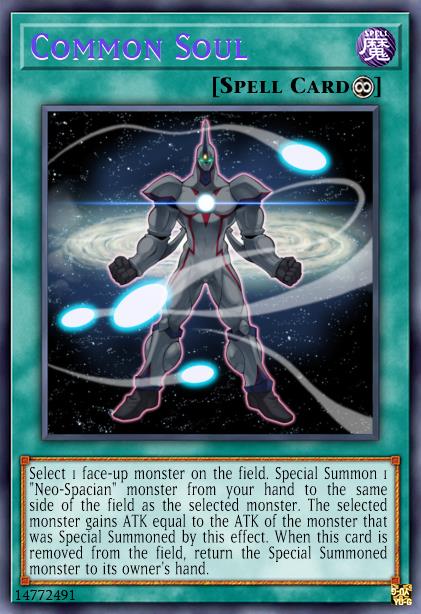 Common Soul
SPELL
魔
[Spell Card]
Select 1 face-up monster on the field. Special Summon 1
"Neo-Spacian" monster from your hand to the same
side of the field as the selected monster. The selected
monster gains ATK equal to the ATK of the monster that
was Special Summoned by this effect. When this card is
removed from the field, return the Special Summoned
monster to its owner's hand.
14772491